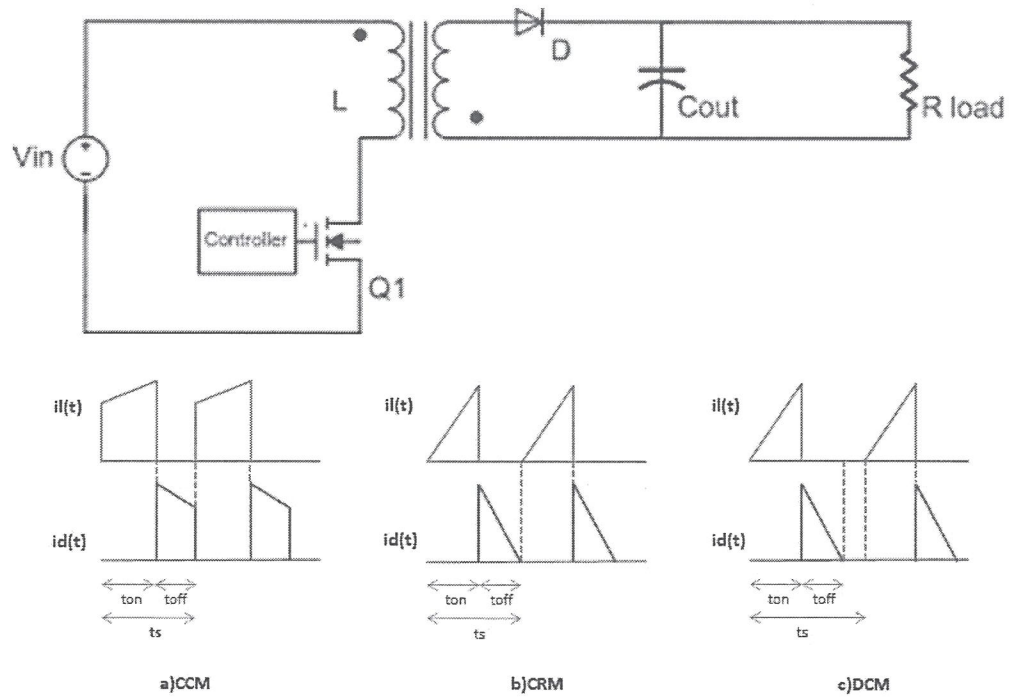 L
D
Cout
R load
Vin
Controller
Q1
il(t)
il(t)
il(t)
id(t)
id(t)
id(t)
ton toff
ton toff
ton toff
ts
ts
ts
a)CCM
b)CRM
c)DCM